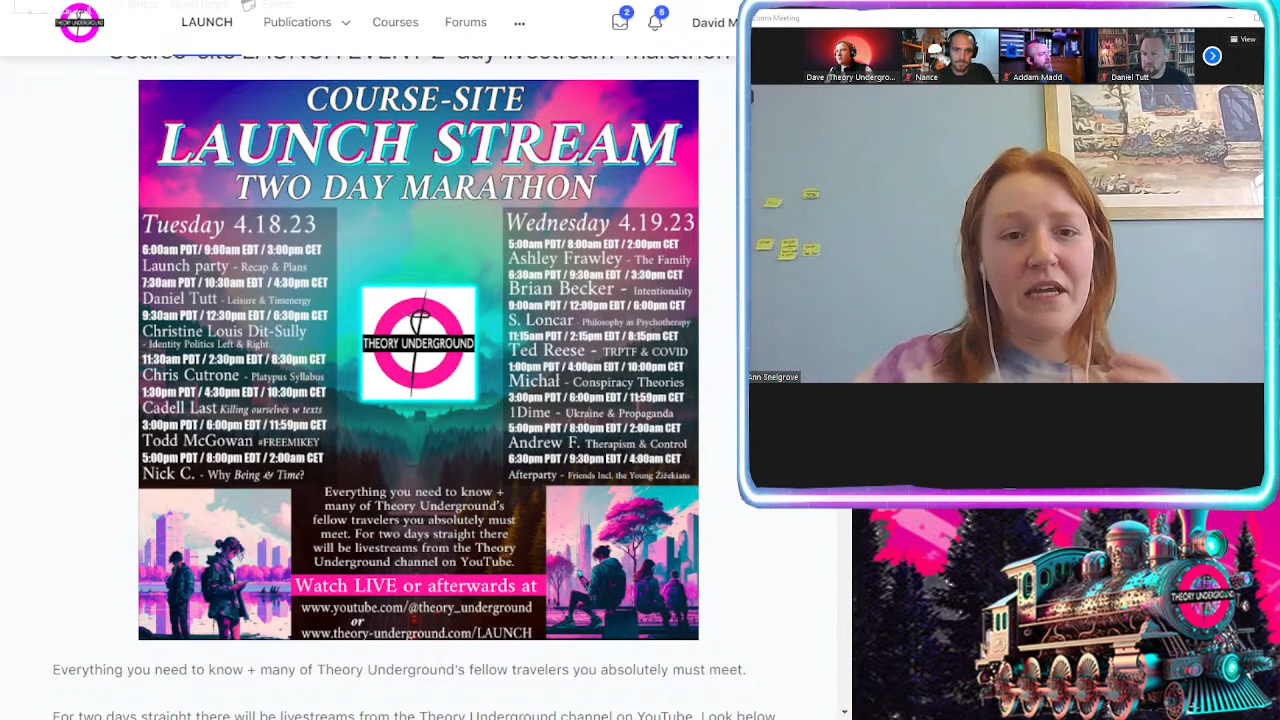 LAUNCH
Publications
Courses
Forums
...
2
8
David M
THEORY UNDERGROUND
Course-site LAUNCH EVENT 2-day livestream marathon
COURSE-SITE
LAUNCH STREAM
TWO DAY MARATHON
Tuesday 4.18.23
6:00am PDT/ 9:00am EDT / 3:00pm CET
Launch party - Recap & Plans
7:30am PDT / 10:30am EDT / 4:30pm CET
Daniel Tutt - Leisure & Timenergy
9:30am PDT / 12:30pm EDT / 6:30pm CET
Christine Louis Dit-Sully
- Identity Politics Left & Right
11:30am PDT / 2:30pm EDT / 8:30pm CET
Chris Cutrone - Platypus Syllabus
1:30pm PDT / 4:30pm EDT / 10:30pm CET
Cadell Last Killing ourselves w texts
3:00pm PDT / 6:00pm EDT / 11:59pm CET
Todd McGowan #FREEMIKEY
5:00pm PDT / 8:00pm EDT / 2:00am CET
Nick C. - Why Being & Time?
Wednesday 4.19.23
5:00am PDT/ 8:00am EDT / 2:00pm CET
Ashley Frawley - The Family
6:30am PDT / 9:30am EDT / 3:30pm CET
Brian Becker - Intentionality
9:00am PDT / 12:00pm EDT / 6:00pm CET
S. Loncar - Philosophy as Psychotherapy
11:15am PDT / 2:15pm EDT / 8:15pm CET
Ted Reese - TRPTF & COVID
1:00pm PDT / 4:00pm EDT / 10:00pm CET
Michal - Conspiracy Theories
3:00pm PDT / 6:00pm EDT / 11:59pm CET
1Dime - Ukraine & Propaganda
5:00pm PDT / 8:00pm EDT / 2:00am CET
Andrew F. Therapism & Control
6:30pm PDT / 9:30pm EDT / 4:00am CET
Afterparty - Friends Incl. the Young Žižekians
THEORY UNDERGROUND
Everything you need to know +
many of Theory Underground's
fellow travelers you absolutely must
meet. For two days straight there
will be livestreams from the Theory
Underground channel on YouTube.
Watch LIVE or afterwards at
www.youtube.com/@theory_underground
or
www.theory-underground.com/LAUNCH
Everything you need to know + many of Theory Underground's fellow travelers you absolutely must meet.
For two days straight there will be livestreams from the Theory Underground channel on YouTube. Look below
Zoom Meeting
View
Dave (Theory Undergro...
Nance
Addam Madd
Daniel Tutt
Ann Snelgrove
THEORY UNDERGROUND